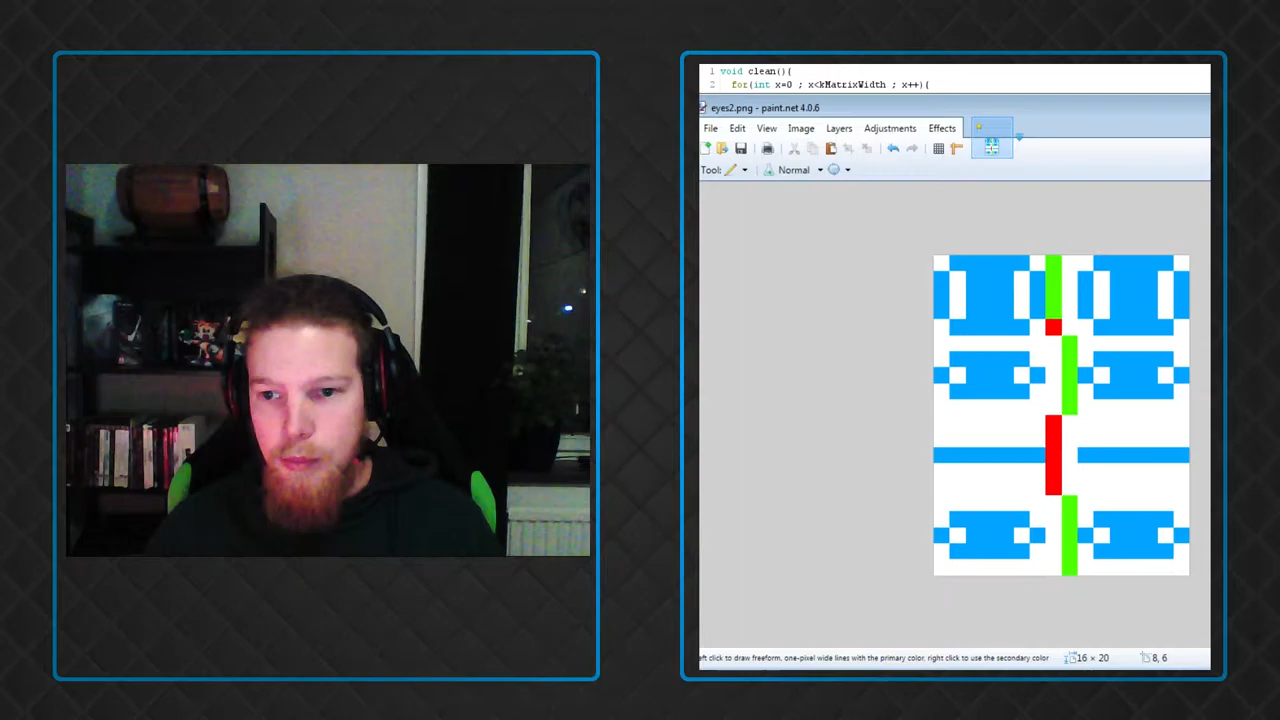 1 void clean(){
2 for(int x=0 ; x<kMatrixWidth ; x++){
eyes2.png - paint.net 4.0.6
File Edit View Image Layers Adjustments Effects
Tool: Normal
eft click to draw freeform, one-pixel wide lines with the primary color, right click to use the secondary color 16 × 20 8, 6